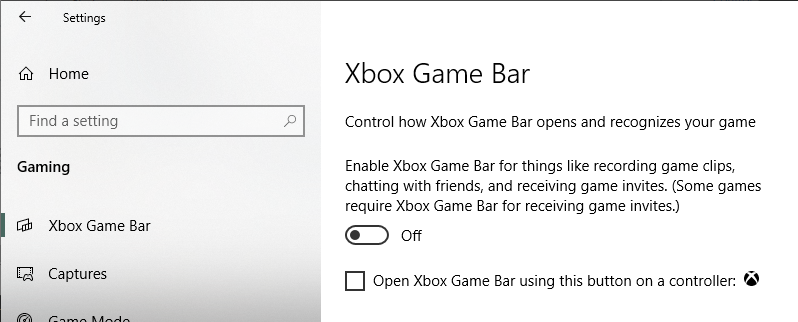 Settings
Home
Find a setting
Gaming
Xbox Game Bar
Captures
Game Mode
Xbox Game Bar
Control how Xbox Game Bar opens and recognizes your game
Enable Xbox Game Bar for things like recording game clips,
chatting with friends, and receiving game invites. (Some games
require Xbox Game Bar for receiving game invites.)
Off
Open Xbox Game Bar using this button on a controller: